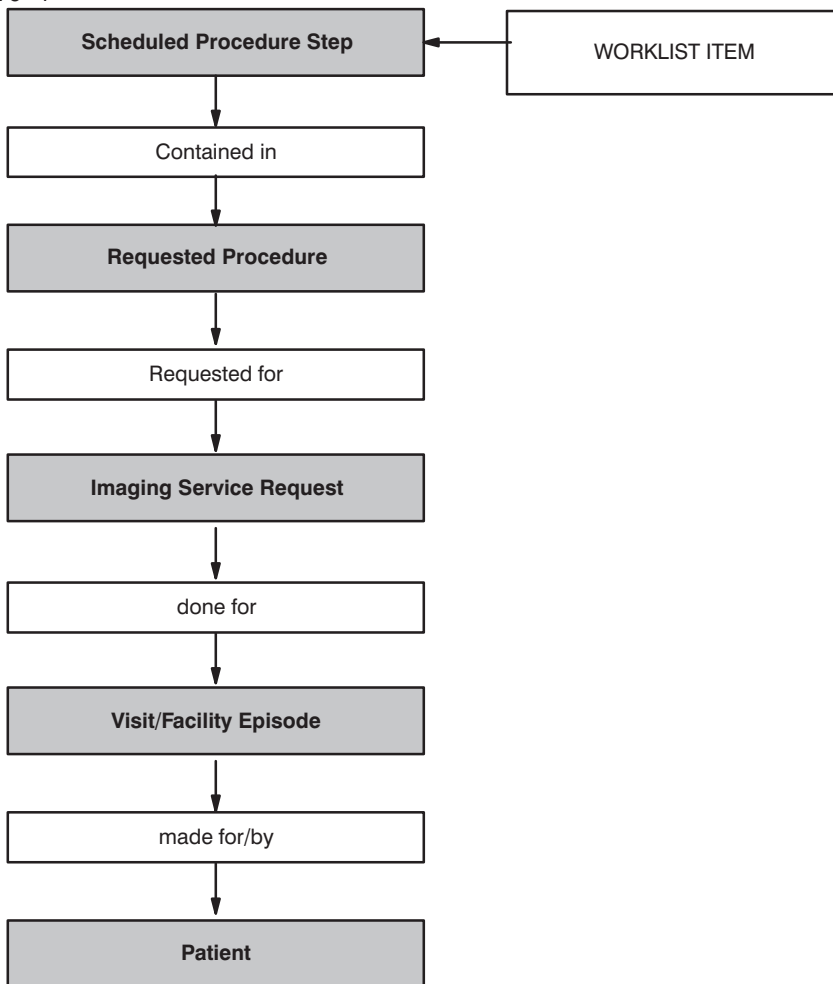 Scheduled Procedure Step
WORKLIST ITEM
Contained in
Requested Procedure
Requested for
Imaging Service Request
done for
Visit/Facility Episode
made for/by
Patient